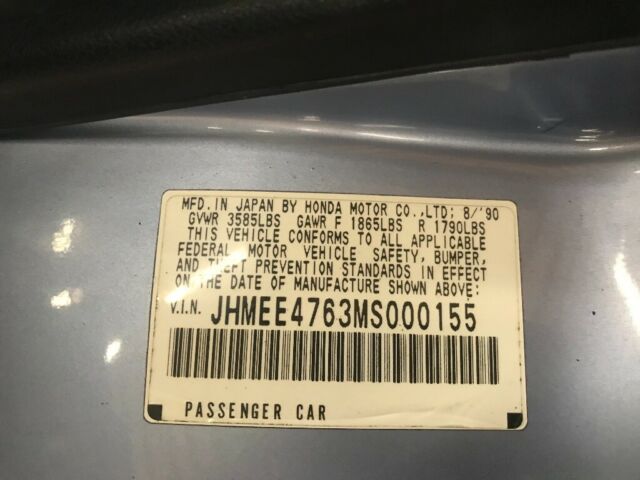 MFD.IN JAPAN BY HONDA MOTOR CO.,LTD; 8/'90
GVWR 3585LBS GAWR F 1865LBS R 1790LBS
THIS VEHICLE CONFORMS TO ALL APPLICABLE
FEDERAL MOTOR VEHICLE SAFETY, BUMPER,
AND THEFT PREVENTION STANDARDS IN EFFECT
ON THE DATE OF MANUFACTURE SHOWN ABOVE:
V.I.N. JHMEE4763MS000155
PASSENGER CAR